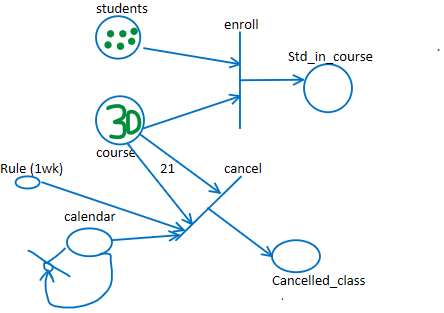 students
enroll
Std_in_course
30
course
21
cancel
Rule (1wk)
calendar
Cancelled_class